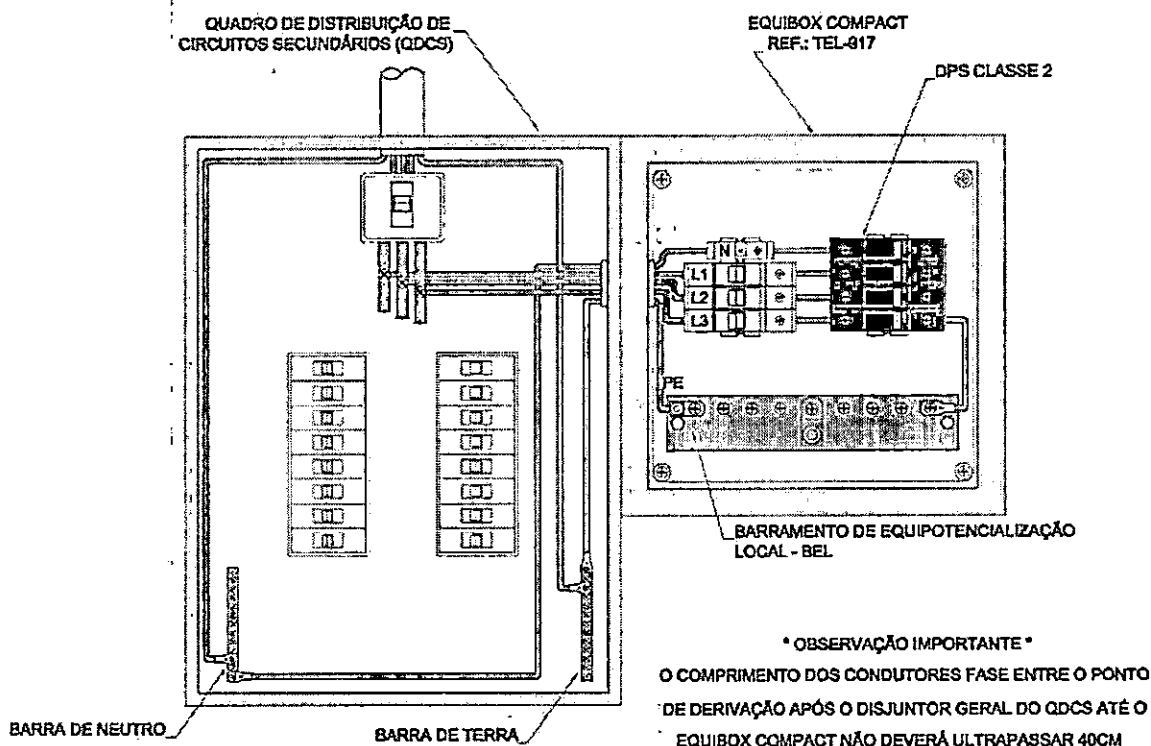 QUADRO DE DISTRIBUIÇÃO DE
CIRCUITOS SECUNDÁRIOS (QDCS)
EQUIBOX COMPACT
REF.: TEL-917
DPS CLASSE 2
N
L1
L2
L3
PE
BARRAMENTO DE EQUIPOTENCIALIZAÇÃO
LOCAL - BEL
BARRA DE NEUTRO
BARRA DE TERRA
* OBSERVAÇÃO IMPORTANTE *
O COMPRIMENTO DOS CONDUTORES FASE ENTRE O PONTO
DE DERIVAÇÃO APÓS O DISJUNTOR GERAL DO QDCS ATÉ O
EQUIBOX COMPACT NÃO DEVERÁ ULTRAPASSAR 40CM